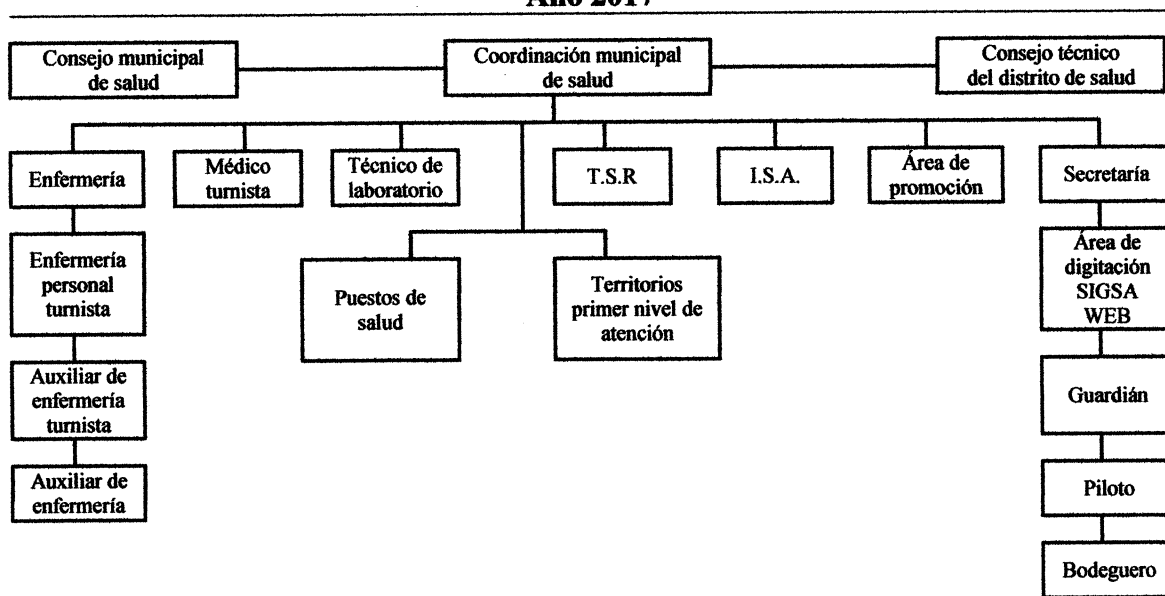 Año 2017
Consejo municipal
de salud
Coordinación municipal
de salud
Consejo técnico
del distrito de salud
Enfermería
Médico
turnista
Técnico de
laboratorio
T.S.R
I.S.A.
Área de
promoción
Secretaría
Enfermería
personal
turnista
Puestos de
salud
Territorios
primer nivel de
atención
Área de
digitación
SIGSA
WEB
Auxiliar de
enfermería
turnista
Guardián
Auxiliar de
enfermería
Piloto
Bodeguero